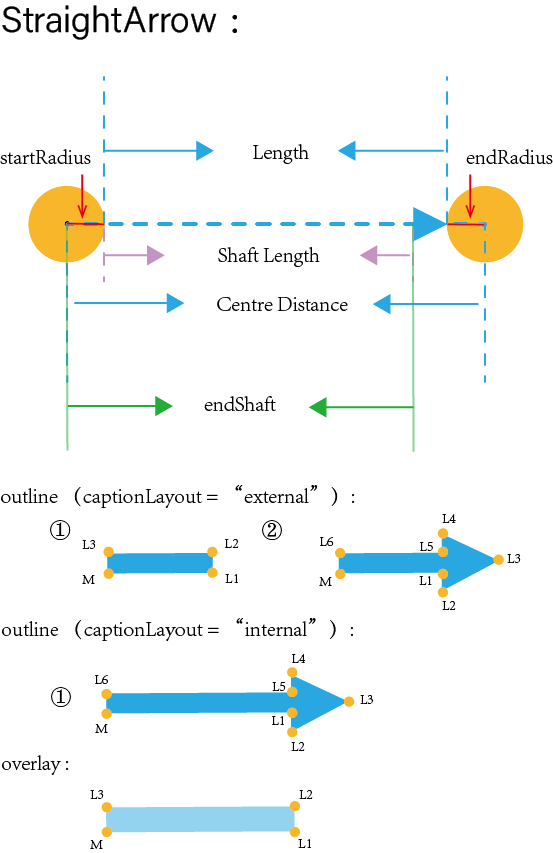 StraightArrow :
Length
startRadius
endRadius
Shaft Length
Centre Distance
endShaft
outline （captionLayout = “external”）:
① L3 L2 M L1
② L6 L4 L5 L3 M L1 L2
outline （captionLayout = “internal”）:
① L6 L4 L5 L3 M L1 L2
overlay :
L3 L2
M L1